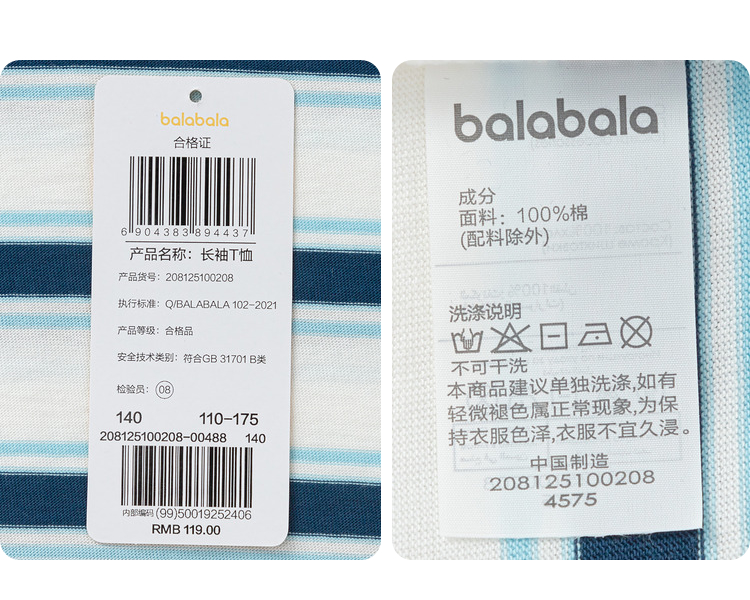 balabala
合格证
6 904383 894437
产品名称：长袖T恤
产品货号：208125100208
执行标准：Q/BALABALA 102-2021
产品等级：合格品
安全技术类别：符合GB 31701 B类
检验员：08
140 110-175
208125100208-00488 140
内部编码 (99)50019252406
RMB 119.00
balabala
成分
面料：100%棉
(配料除外)
洗涤说明
不可干洗
本商品建议单独洗涤,如有
轻微褪色属正常现象,为保
持衣服色泽,衣服不宜久浸。
中国制造
208125100208
4575